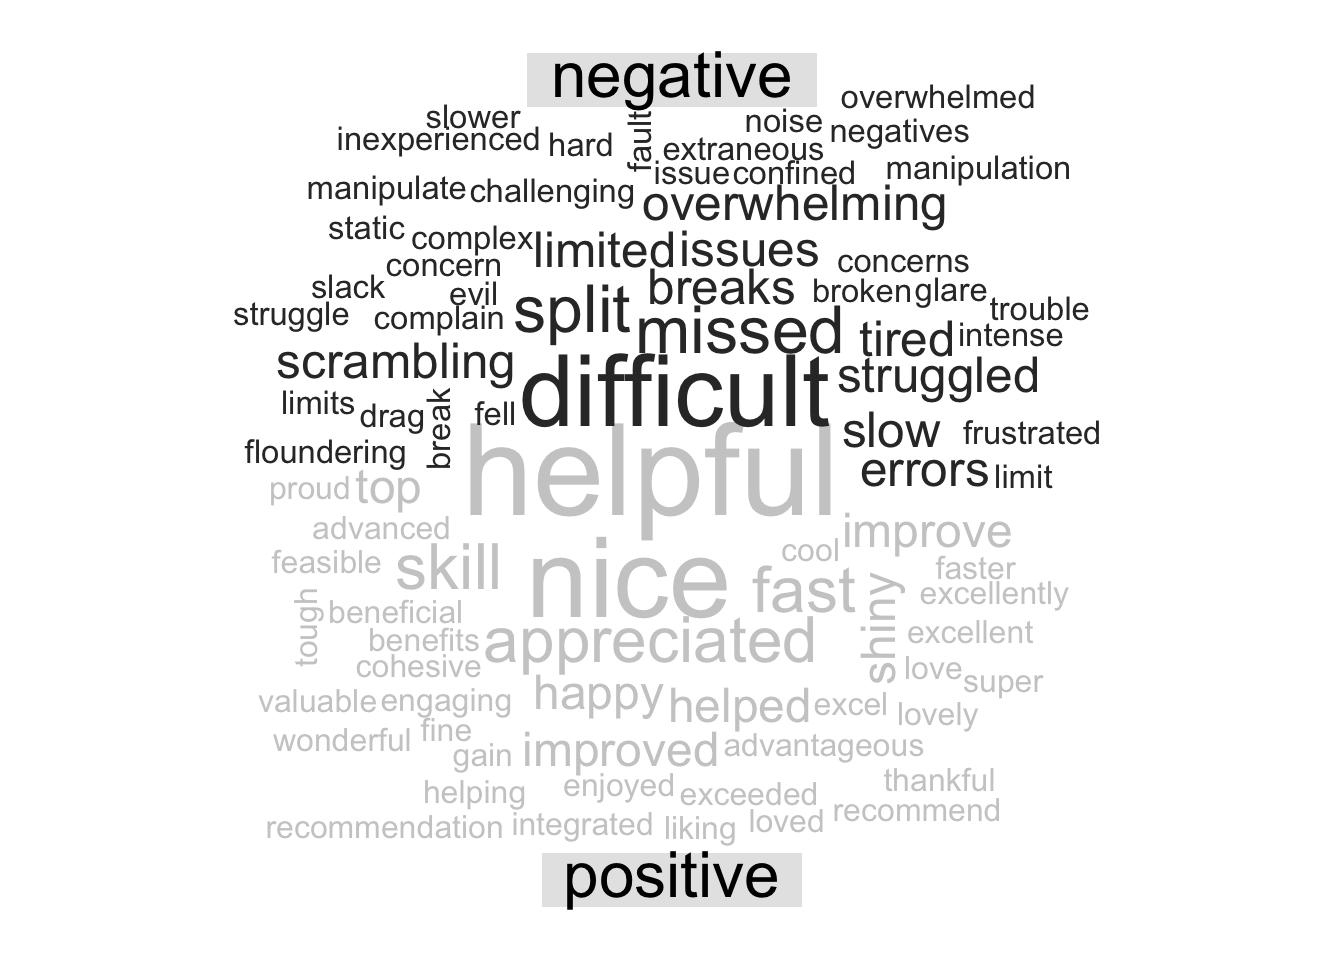 negative
overwhelmed
slower fault noise negatives
inexperienced hard extraneous
issue confined manipulation
manipulate challenging overwhelming
static complex limited issues
concern concerns
slack evil split breaks broken glare trouble
struggle complain missed tired intense
scrambling difficult struggled
limits drag break fell slow frustrated
floundering helpful errors limit
proud top
advanced improve
feasible skill nice cool fast faster
tough beneficial shiny excellently
benefits appreciated excellent
cohesive love super
valuable engaging happy helped excel lovely
wonderful fine
gain improved advantageous
helping enjoyed exceeded thankful
recommendation integrated liking loved recommend
positive